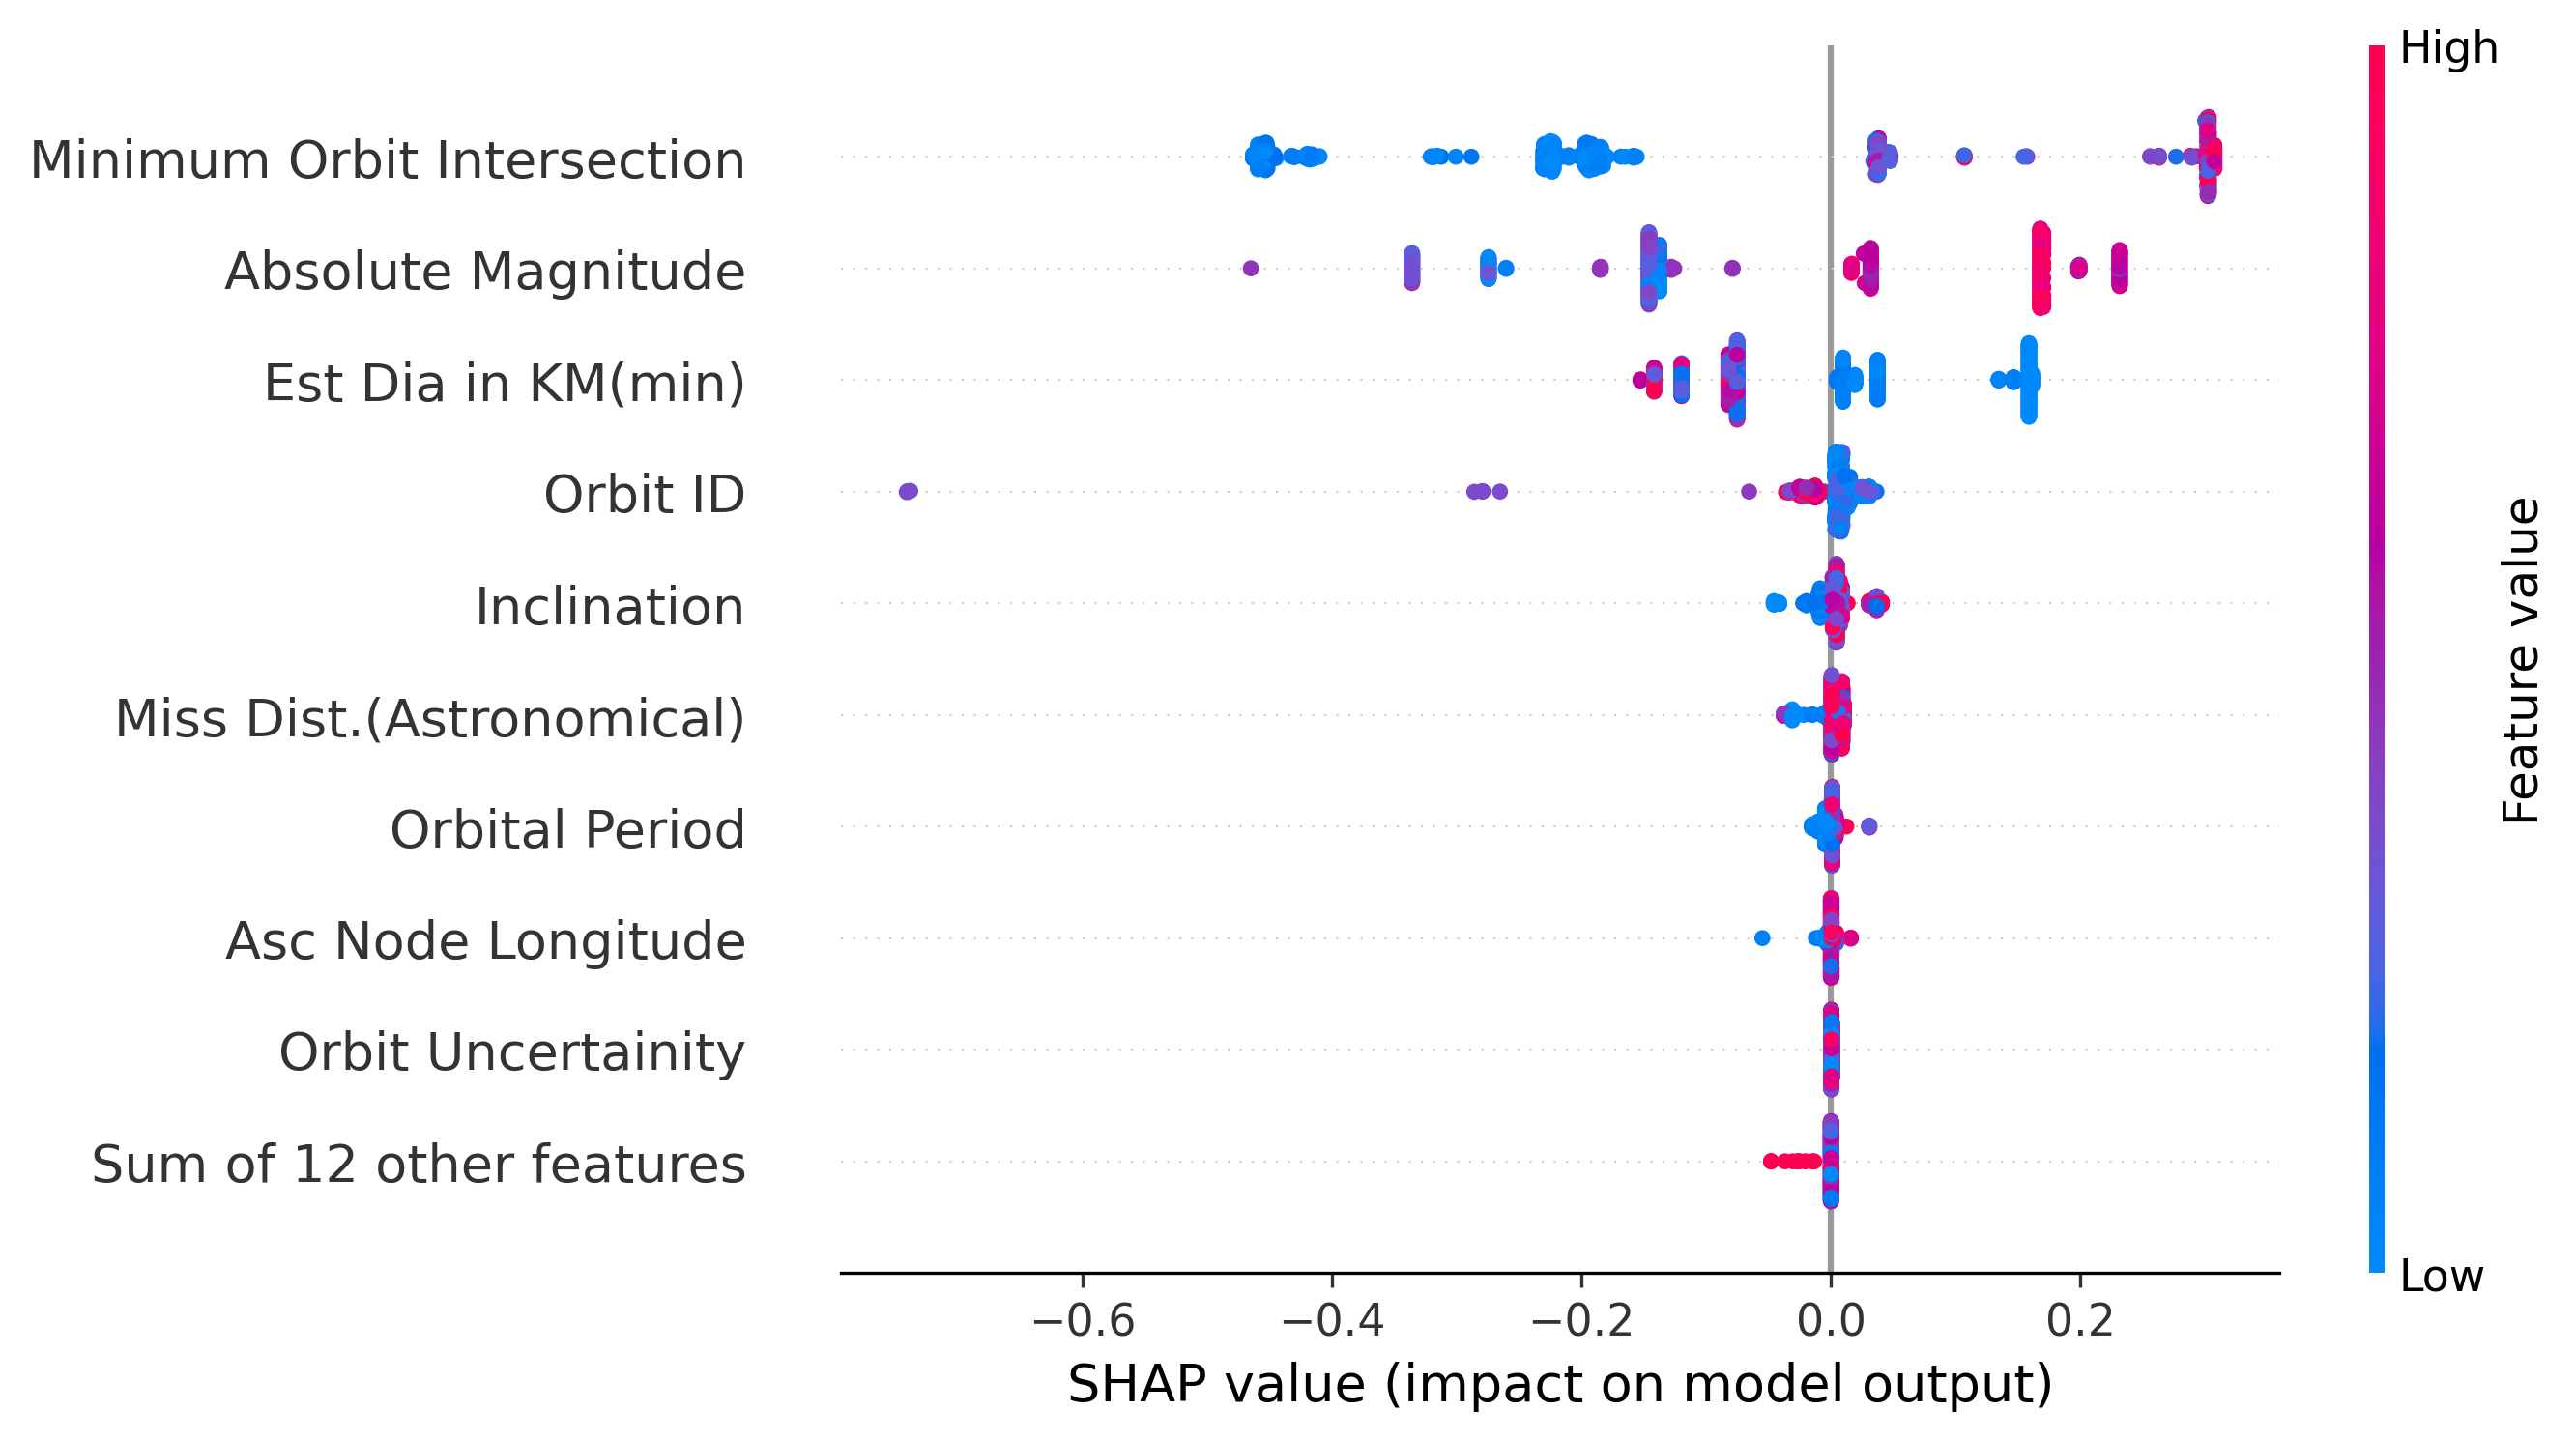 High
Minimum Orbit Intersection
Absolute Magnitude
Est Dia in KM(min)
Orbit ID
Inclination
Miss Dist.(Astronomical)
Orbital Period
Asc Node Longitude
Orbit Uncertainity
Sum of 12 other features
Feature value
Low
−0.6 −0.4 −0.2 0.0 0.2
SHAP value (impact on model output)